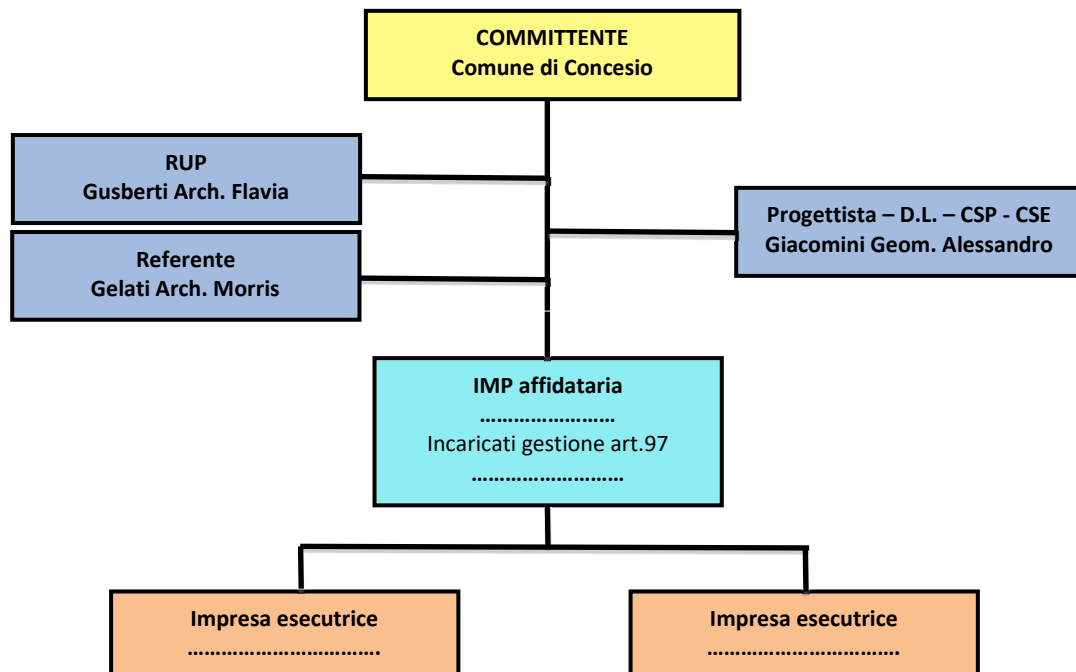 COMMITTENTE
Comune di Concesio
RUP
Gusberti Arch. Flavia
Progettista – D.L. – CSP - CSE
Giacomini Geom. Alessandro
Referente
Gelati Arch. Morris
IMP affidataria
……………………
Incaricati gestione art.97
………………………
Impresa esecutrice
…………………………….
Impresa esecutrice
…………………………….